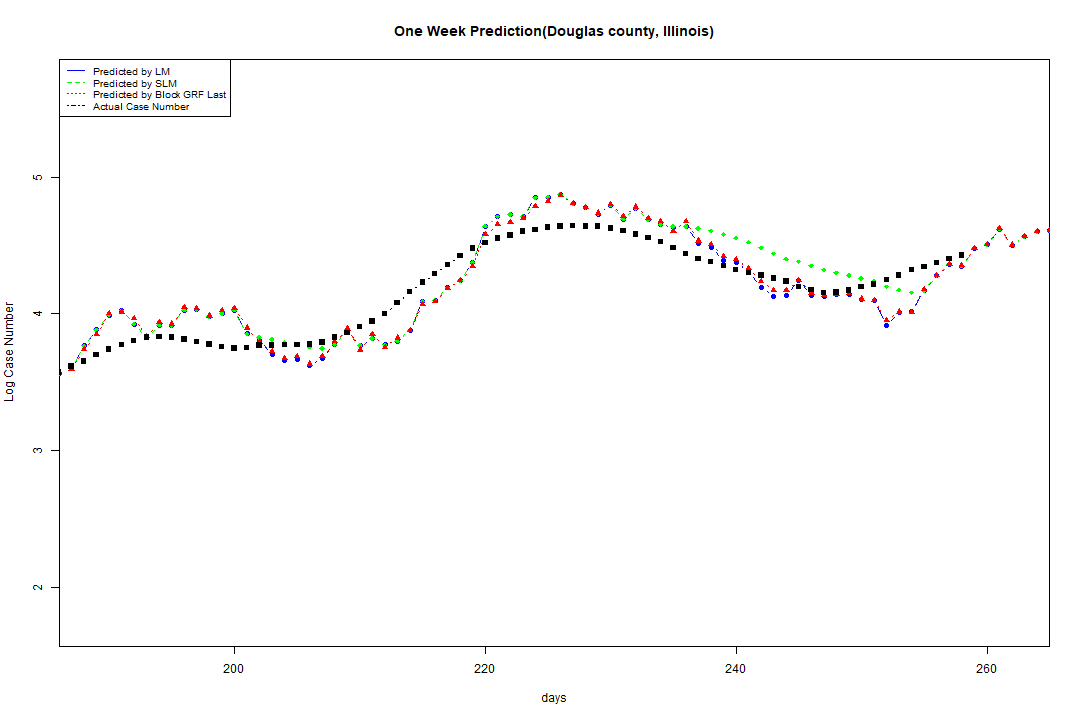 One Week Prediction(Douglas county, Illinois)
Predicted by LM
Predicted by SLM
Predicted by Block GRF Last
Actual Case Number
Log Case Number
5
4
3
2
200
220
240
260
days